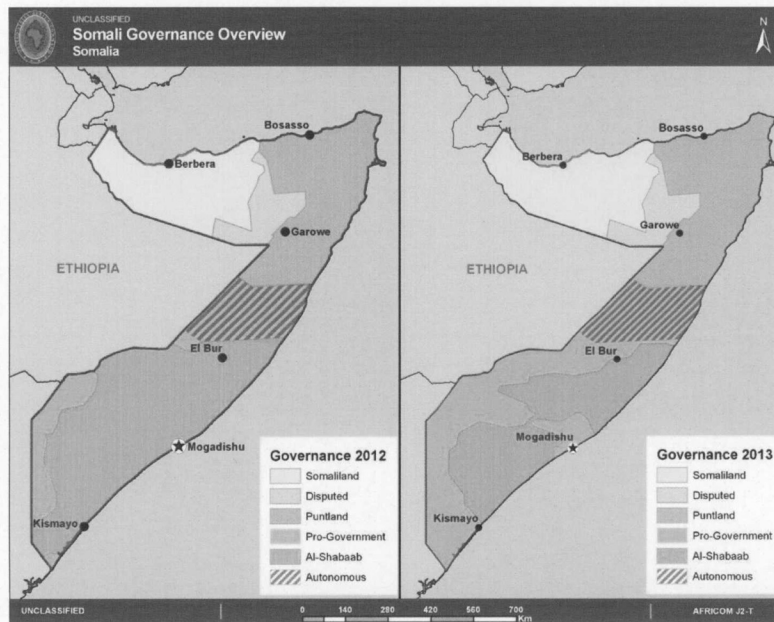 UNCLASSIFIED
Somali Governance Overview
Somalia
N
Bosasso
Berbera
Garowe
ETHIOPIA
El Bur
Mogadishu
Kismayo
Governance 2012
Somaliland
Disputed
Puntland
Pro-Government
Al-Shabaab
Autonomous
Bosasso
Berbera
Garowe
ETHIOPIA
El Bur
Mogadishu
Kismayo
Governance 2013
Somaliland
Disputed
Puntland
Pro-Government
Al-Shabaab
Autonomous
UNCLASSIFIED
0 140 280 420 560 700
Km
AFRICOM J2-T